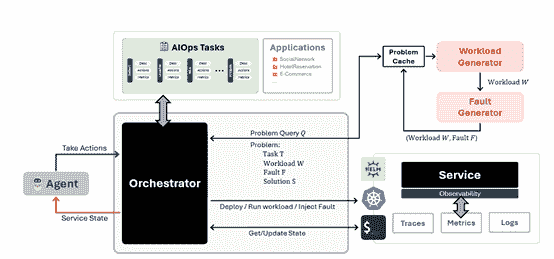 AIOps Tasks
Applications
SocialNetwork
HotelReservation
E-Commerce
...
Problem
Cache
Workload
Generator
Workload W
Fault
Generator
(Workload W, Fault F)
Problem Query Q
Problem:
Task T
Workload W
Fault F
Solution S
Take Actions
Agent
Service State
Orchestrator
Deploy / Run workload / Inject Fault
Get/Update State
HELM
$
Service
Observability
Traces
Metrics
Logs